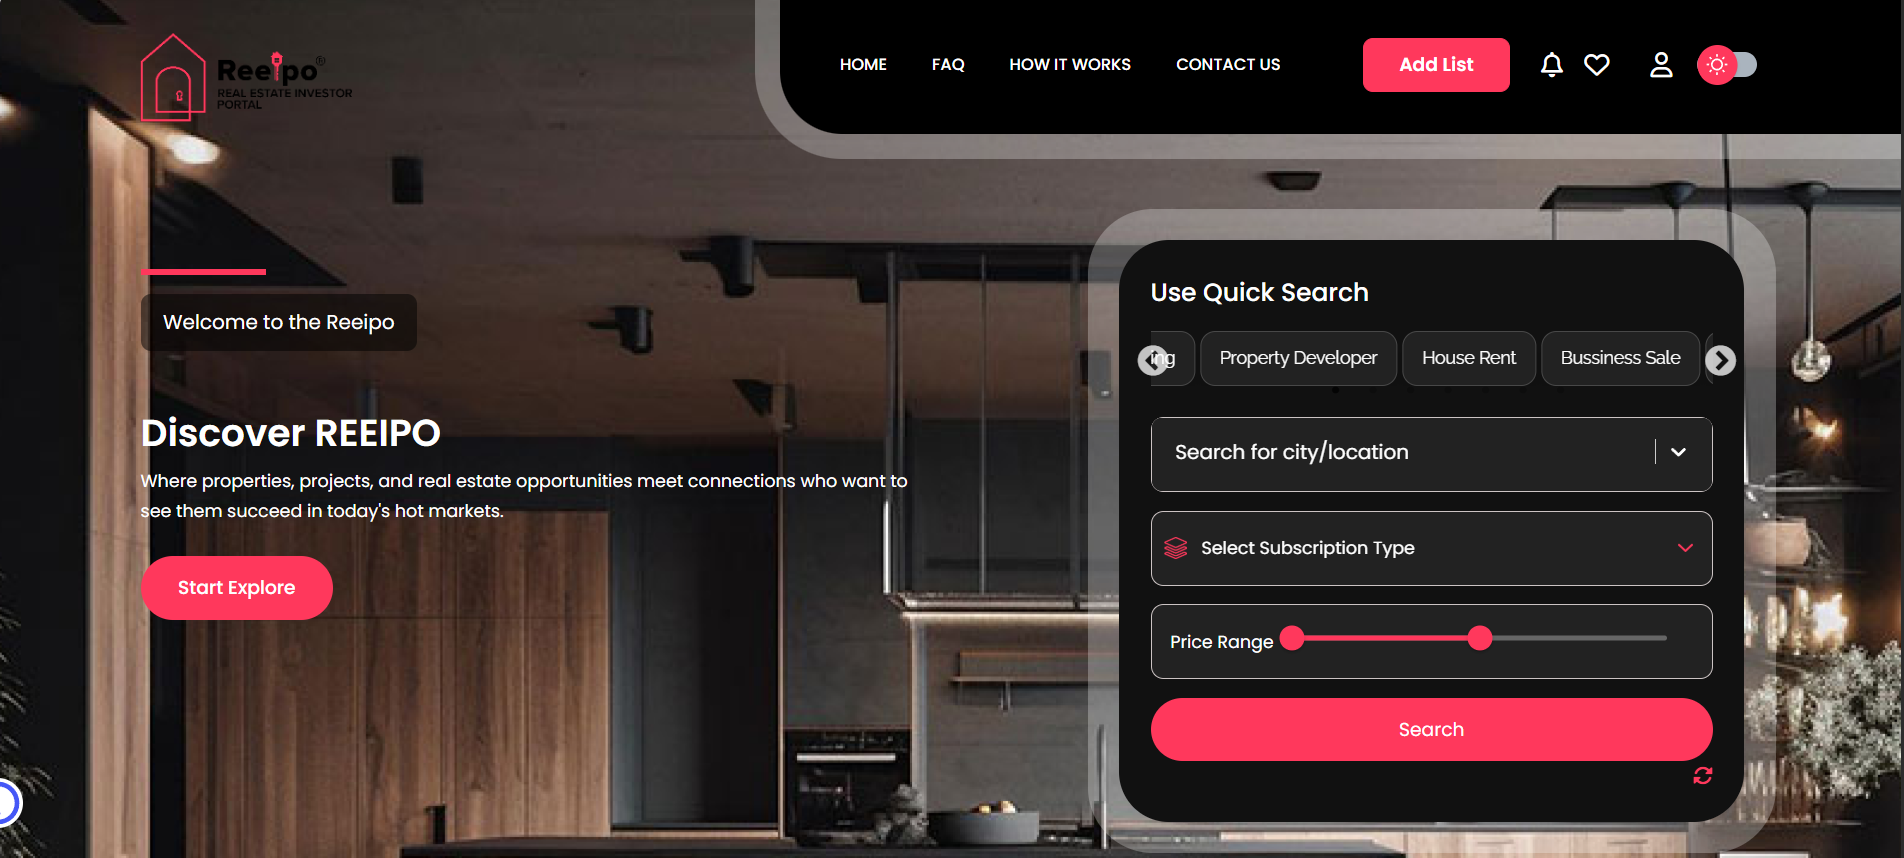 Reeipo®
REAL ESTATE INVESTOR
PORTAL
HOME
FAQ
HOW IT WORKS
CONTACT US
Add List
Welcome to the Reeipo
Discover REEIPO
Where properties, projects, and real estate opportunities meet connections who want to
see them succeed in today's hot markets.
Start Explore
Use Quick Search
ng
Property Developer
House Rent
Bussiness Sale
Search for city/location
Select Subscription Type
Price Range
Search